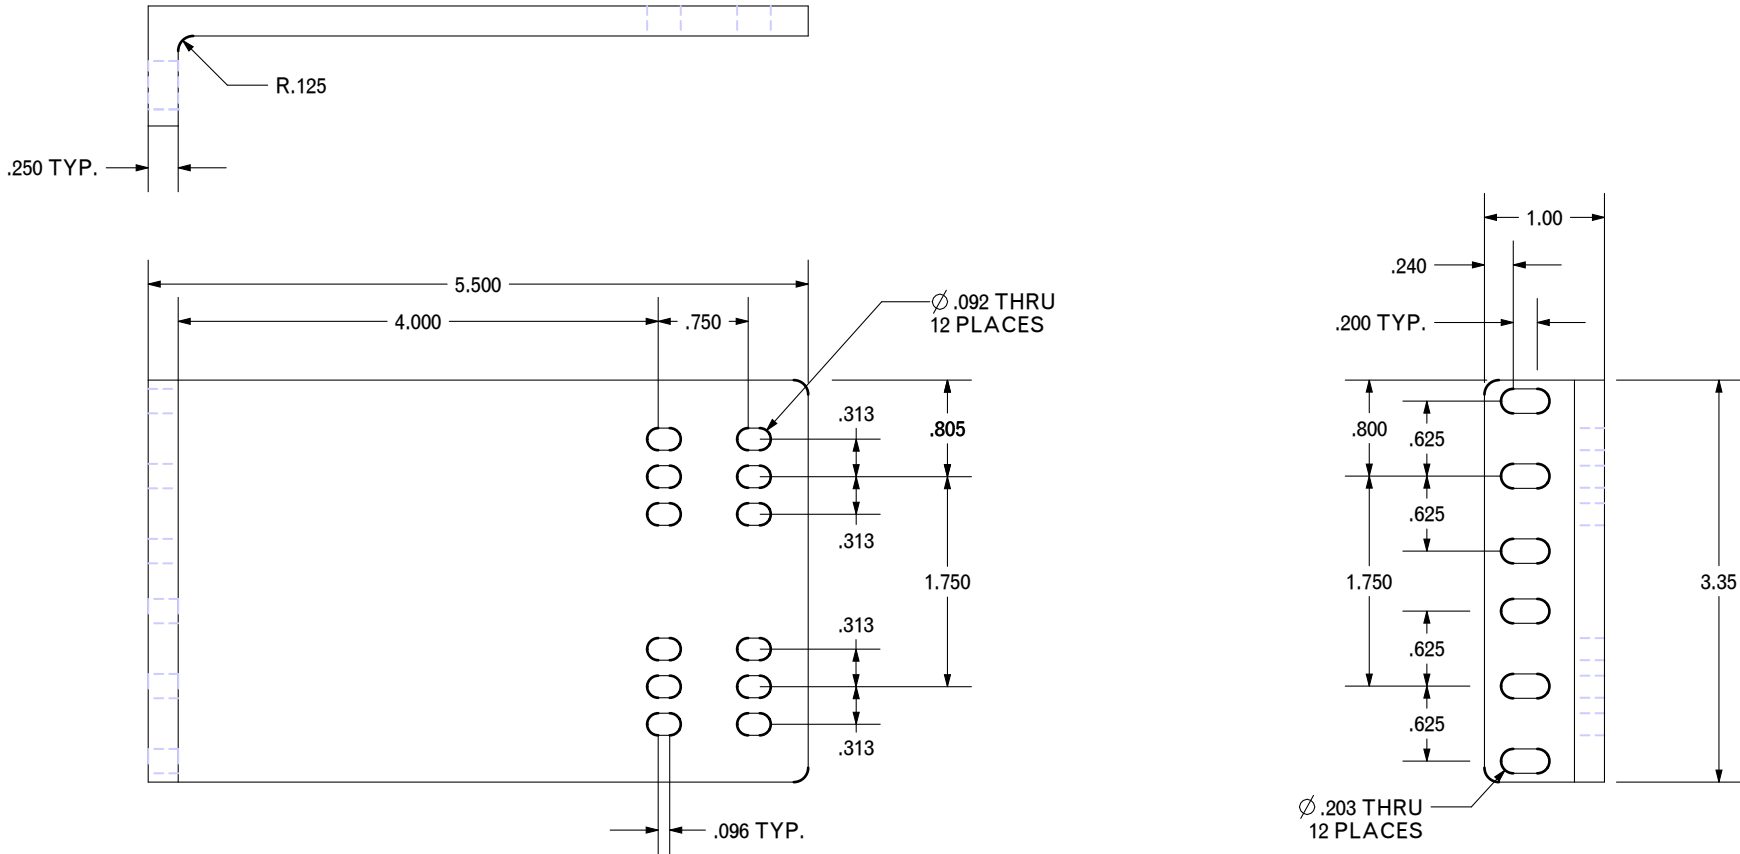 R.125
.250 TYP.
1.00
.240
5.500
Ø .092 THRU
12 PLACES
4.000
.750
.200 TYP.
.313
.805
.800
.625
.313
.625
1.750
1.750
3.35
.313
.625
.313
.625
.096 TYP.
Ø .203 THRU
12 PLACES